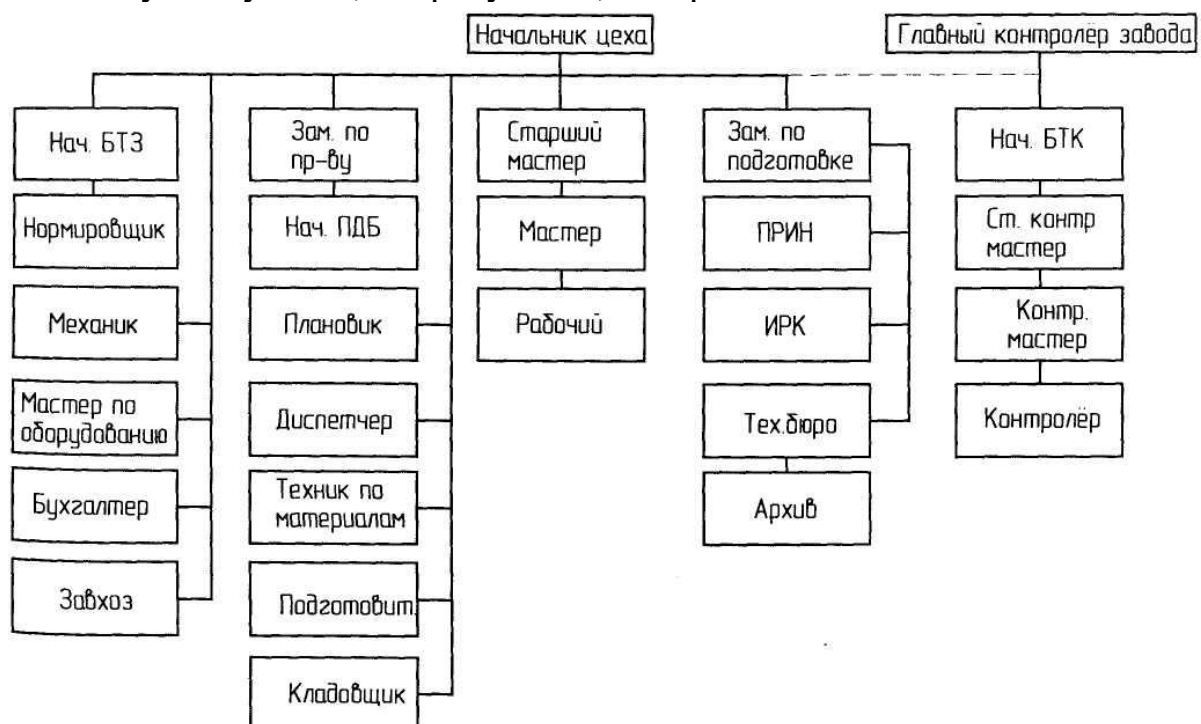 Начальник цеха
Главный контролёр завода
Нач. БТЗ
Зам. по
пр-ву
Старший
мастер
Зам. по
подготовке
Нач. БТК
Нормировщик
Нач. ПДБ
Мастер
ПРИН
Ст. контр
мастер
Механик
Плановик
Рабочий
ИРК
Контр.
мастер
Мастер по
оборудованию
Диспетчер
Тех.бюро
Контролёр
Бухгалтер
Техник по
материалам
Архив
Завхоз
Подготовит.
Кладовщик